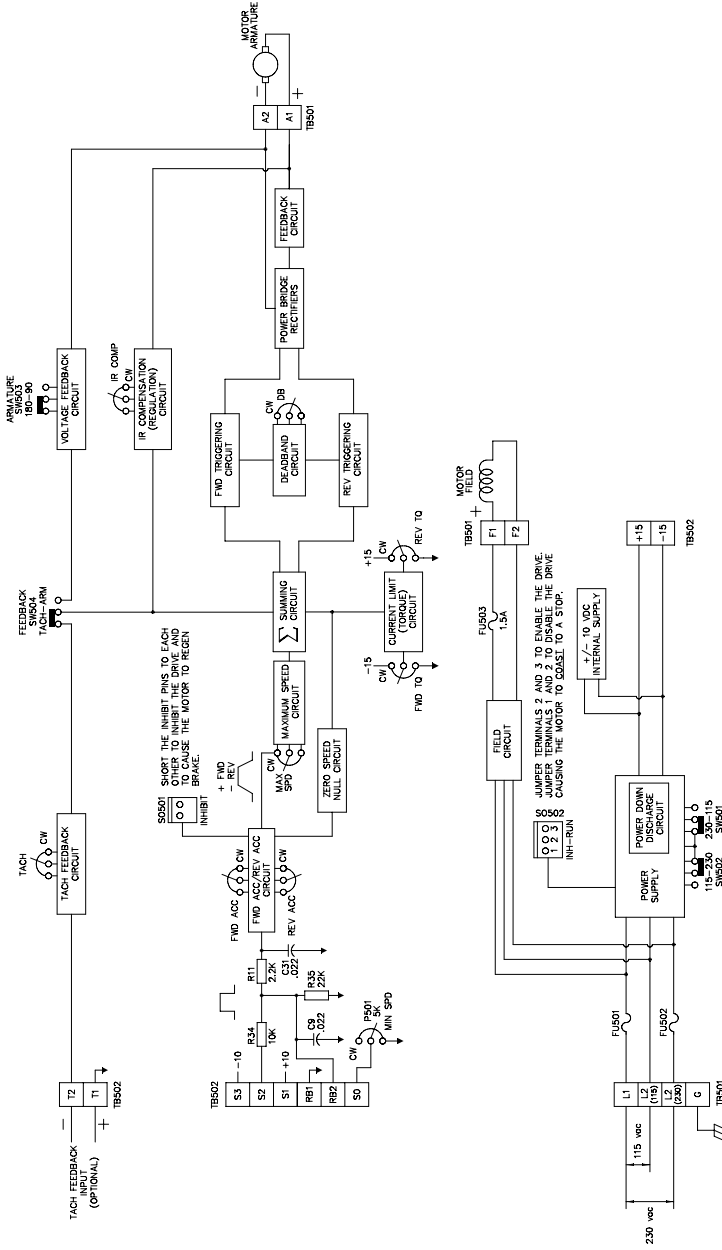 TACH FEEDBACK
INPUT
(OPTIONAL)
−
+
T2
T1
TB502
TACH
CW
TACH FEEDBACK
CIRCUIT
FEEDBACK
SW504
TACH-ARM
ARMATURE
SW503
180-90
VOLTAGE FEEDBACK
CIRCUIT
IR COMP
CW
IR COMPENSATION
(REGULATION)
CIRCUIT
MOTOR
ARMATURE
−
+
A2
A1
TB501
SHORT THE INHIBIT PINS TO EACH
OTHER TO INHIBIT THE DRIVE AND
TO CAUSE THE MOTOR TO REGEN
BRAKE.
SO501
INHIBIT
TB502
S3
S2
S1
RB1
RB2
S0
-10
+10
R34
10K
C9
.022
R11
2.2K
C31
.022
R35
22K
P501
5K
CW
MIN SPD
FWD ACC
CW
FWD ACC/REV ACC
CIRCUIT
REV ACC
CW
+ FWD
- REV
CW
MAX
SPD
MAXIMUM SPEED
CIRCUIT
ZERO SPEED
NULL CIRCUIT
Σ
SUMMING
CIRCUIT
-15
CW
FWD TQ
CURRENT LIMIT
(TORQUE)
CIRCUIT
+15
CW
REV TQ
FWD TRIGGERING
CIRCUIT
DEADBAND
CIRCUIT
CW
DB
REV TRIGGERING
CIRCUIT
POWER BRIDGE
RECTIFIERS
FEEDBACK
CIRCUIT
230 vac
115 vac
L1
L2
(115)
L2
(230)
G
TB501
FU501
FU502
SO502
1 2 3
INH-RUN
JUMPER TERMINALS 2 AND 3 TO ENABLE THE DRIVE.
JUMPER TERMINALS 1 AND 2 TO DISABLE THE DRIVE
CAUSING THE MOTOR TO COAST TO A STOP.
POWER
SUPPLY
POWER DOWN
DISCHARGE
CIRCUIT
115-230
SW502
230-115
SW501
FIELD
CIRCUIT
FU503
1.5A
TB501
F1
F2
+
MOTOR
FIELD
+/- 10 VDC
INTERNAL SUPPLY
+15
-15
TB502